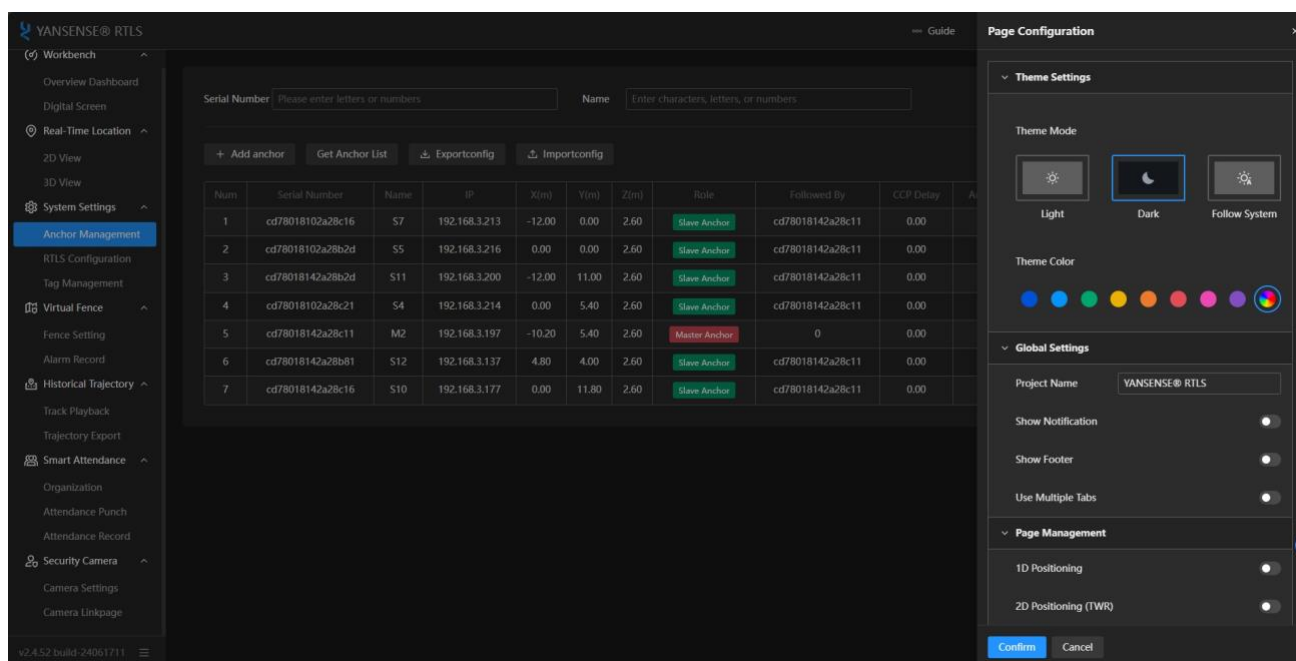 YANSENSE® RTLS
Guide
Workbench
Overview Dashboard
Digital Screen
Real-Time Location
2D View
3D View
System Settings
Anchor Management
RTLS Configuration
Tag Management
Virtual Fence
Fence Setting
Alarm Record
Historical Trajectory
Track Playback
Trajectory Export
Smart Attendance
Organization
Attendance Punch
Attendance Record
Security Camera
Camera Settings
Camera Linkpage
v2.4.52 build-24061711
Serial Number Please enter letters or numbers Name Enter characters, letters, or numbers
+ Add anchor Get Anchor List Exportconfig Importconfig
Num Serial Number Name IP X(m) Y(m) Z(m) Role Followed By CCP Delay
1 cd78018102a28c16 S7 192.168.3.213 -12.00 0.00 2.60 Slave Anchor cd78018142a28c11 0.00
2 cd78018102a28b2d S5 192.168.3.216 0.00 0.00 2.60 Slave Anchor cd78018142a28c11 0.00
3 cd78018142a28b2d S11 192.168.3.200 -12.00 11.00 2.60 Slave Anchor cd78018142a28c11 0.00
4 cd78018102a28c21 S4 192.168.3.214 0.00 5.40 2.60 Slave Anchor cd78018142a28c11 0.00
5 cd78018142a28c11 M2 192.168.3.197 -10.20 5.40 2.60 Master Anchor 0 0.00
6 cd78018142a28b81 S12 192.168.3.137 4.80 4.00 2.60 Slave Anchor cd78018142a28c11 0.00
7 cd78018142a28c16 S10 192.168.3.177 0.00 11.80 2.60 Slave Anchor cd78018142a28c11 0.00
Page Configuration
Theme Settings
Theme Mode
Light Dark Follow System
Theme Color
Global Settings
Project Name YANSENSE® RTLS
Show Notification
Show Footer
Use Multiple Tabs
Page Management
1D Positioning
2D Positioning (TWR)
Confirm Cancel